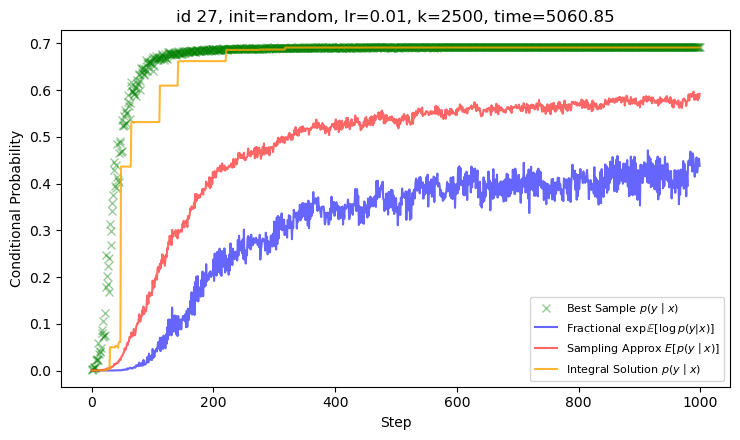 id 27, init=random, lr=0.01, k=2500, time=5060.85
Conditional Probability
0.7
0.6
0.5
0.4
0.3
0.2
0.1
0.0
Best Sample p(y | x)
Fractional exp𝔼[log p(y|x)]
Sampling Approx E[p(y | x)]
Integral Solution p(y | x)
0
200
400
600
800
1000
Step